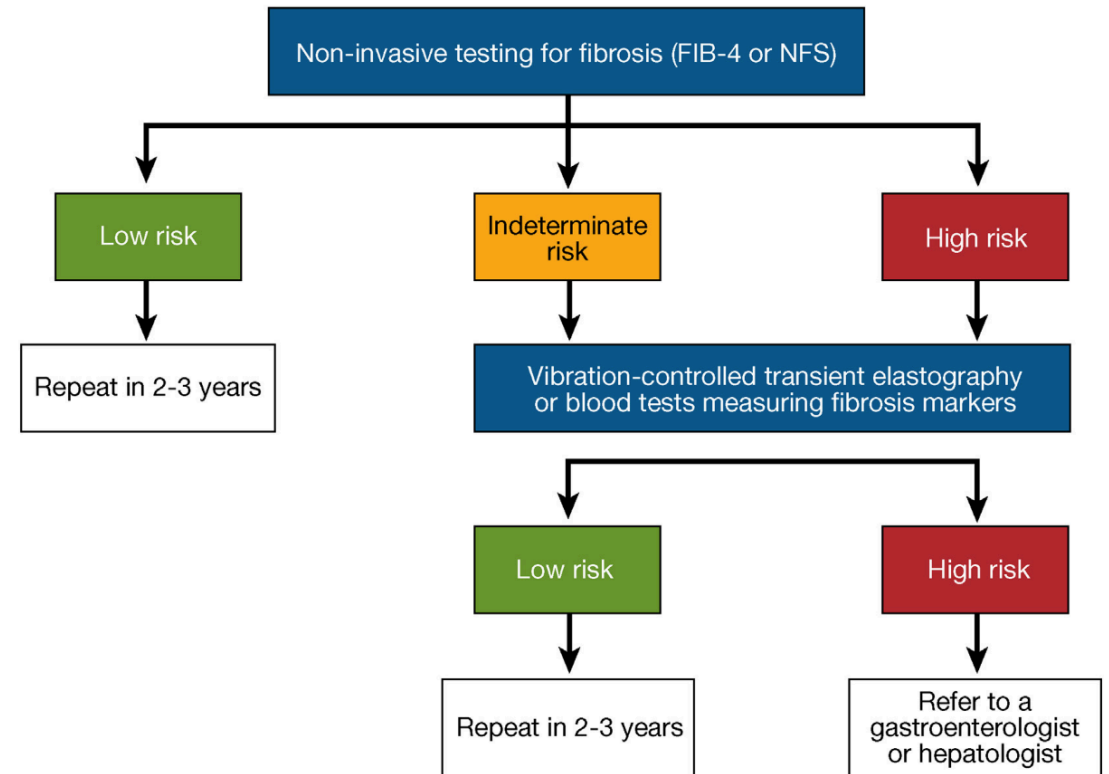 Non-invasive testing for fibrosis (FIB-4 or NFS)
Low risk
Indeterminate
risk
High risk
Repeat in 2-3 years
Vibration-controlled transient elastography
or blood tests measuring fibrosis markers
Low risk
High risk
Repeat in 2-3 years
Refer to a
gastroenterologist
or hepatologist